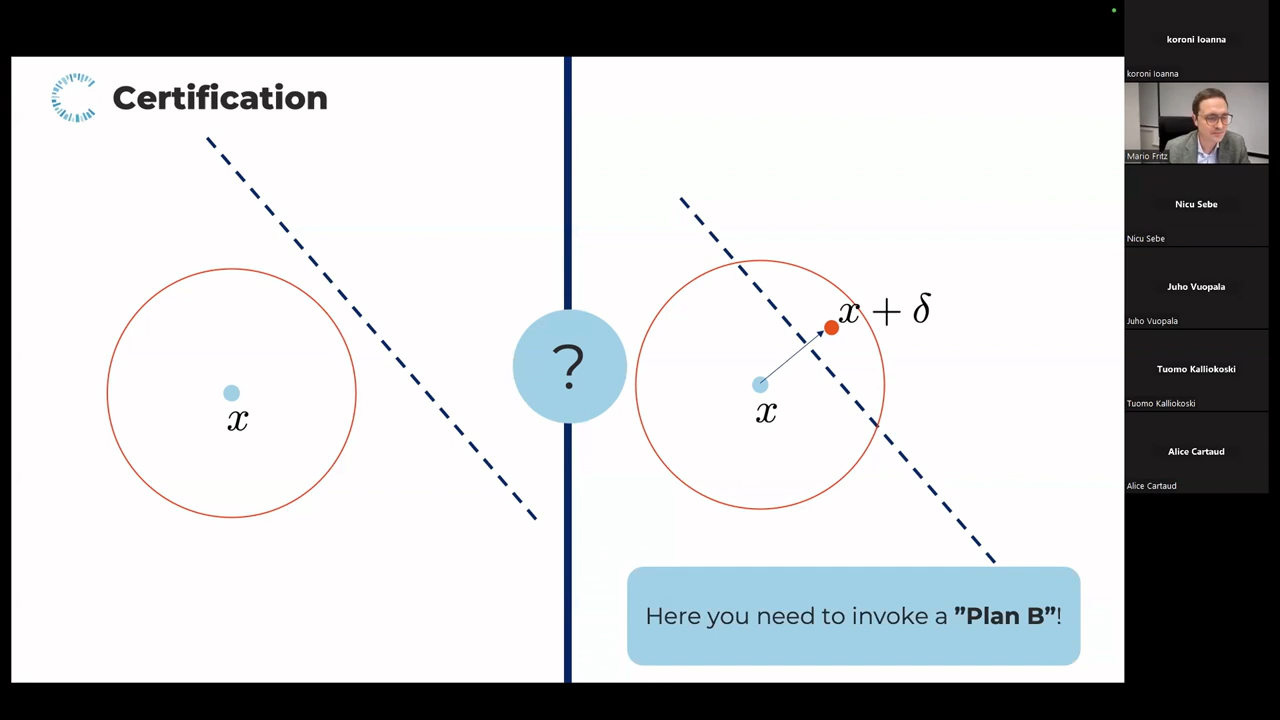 Certification
x
?
x + δ
x
Here you need to invoke a ”Plan B”!
koroni Ioanna
koroni Ioanna
Mario Fritz
Nicu Sebe
Nicu Sebe
Juho Vuopala
Juho Vuopala
Tuomo Kalliokoski
Tuomo Kalliokoski
Alice Cartaud
Alice Cartaud